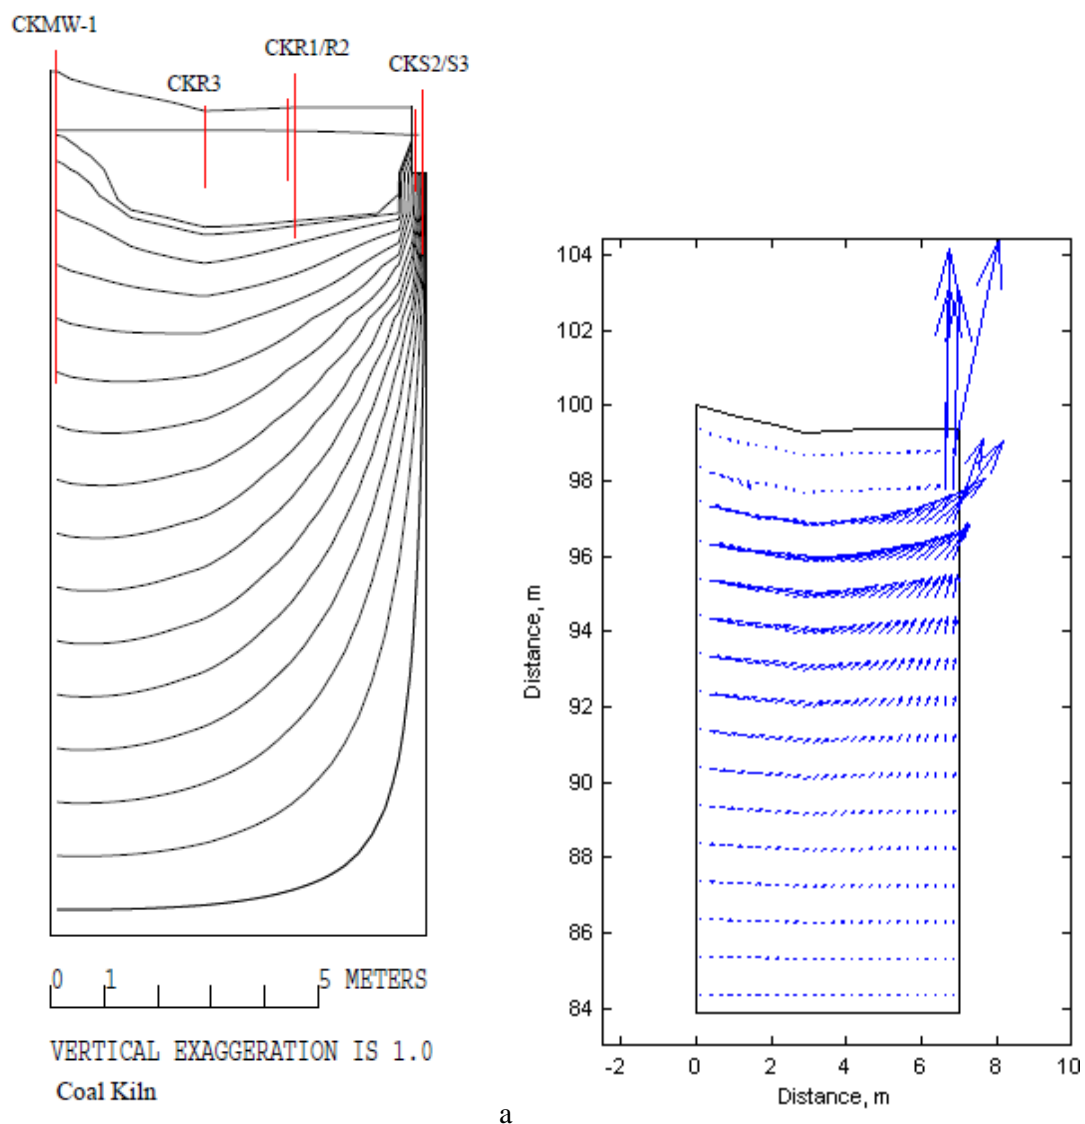 CKMW-1
CKR1/R2
CKS2/S3
CKR3
0 1 5 METERS
VERTICAL EXAGGERATION IS 1.0
Coal Kiln
a
104
102
100
98
96
94
92
90
88
86
84
Distance, m
-2 0 2 4 6 8 10
Distance, m